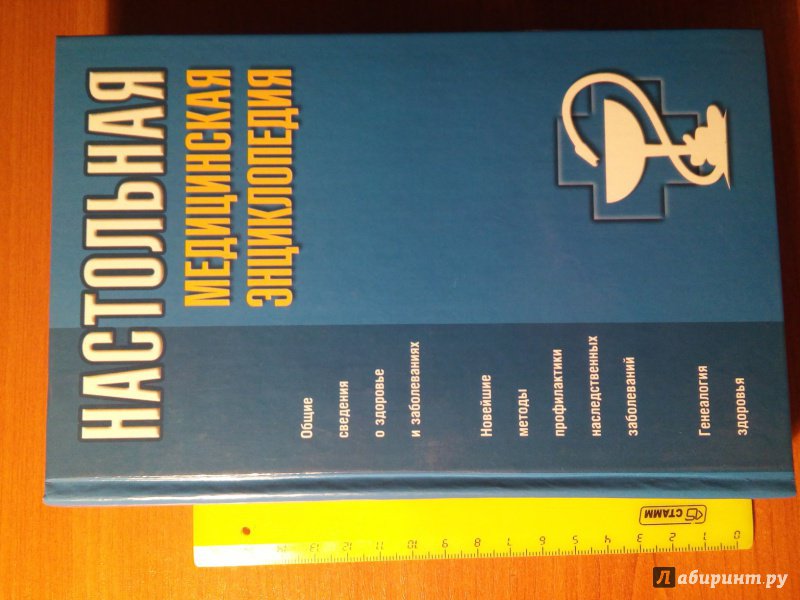 НАСТОЛЬНАЯ
МЕДИЦИНСКАЯ
ЭНЦИКЛОПЕДИЯ
Общие
сведения
о здоровье
и заболеваниях
Новейшие
методы
профилактики
наследственных
заболеваний
Генеалогия
здоровья
СТАММ
0 1 2 3 4 5 6 7 8 9 10 11 12 13 14
Лабиринт.ру